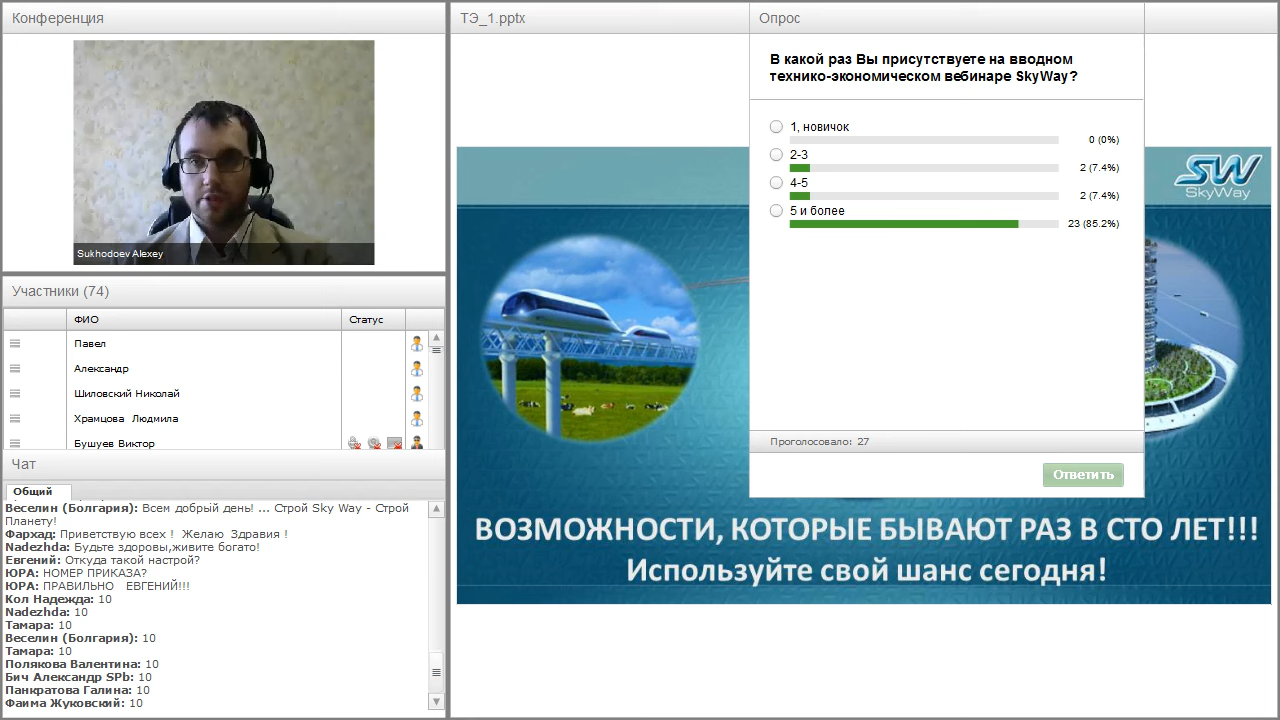 Конференция
Sukhodoev Alexey
Участники (74)
ФИО
Статус
Павел
Александр
Шиловский Николай
Храмцова Людмила
Бушуев Виктор
Чат
Общий
Веселин (Болгария): Всем добрый день! ... Строй Sky Way - Строй
Планету!
Фархад: Приветствую всех ! Желаю Здравия !
Nadezhda: Будьте здоровы,живите богато!
Евгений: Откуда такой настрой?
ЮРА: НОМЕР ПРИКАЗА?
ЮРА: ПРАВИЛЬНО ЕВГЕНИЙ!!!
Кол Надежда: 10
Nadezhda: 10
Тамара: 10
Веселин (Болгария): 10
Тамара: 10
Полякова Валентина: 10
Бич Александр SPb: 10
Панкратова Галина: 10
Фаима Жуковский: 10
ТЭ_1.pptx
Опрос
В какой раз Вы присутствуете на вводном
технико-экономическом вебинаре SkyWay?
1, новичок
0 (0%)
2-3
2 (7.4%)
4-5
2 (7.4%)
5 и более
23 (85.2%)
Проголосовало: 27
Ответить
SW
SkyWay
ВОЗМОЖНОСТИ, КОТОРЫЕ БЫВАЮТ РАЗ В СТО ЛЕТ!!!
Используйте свой шанс сегодня!